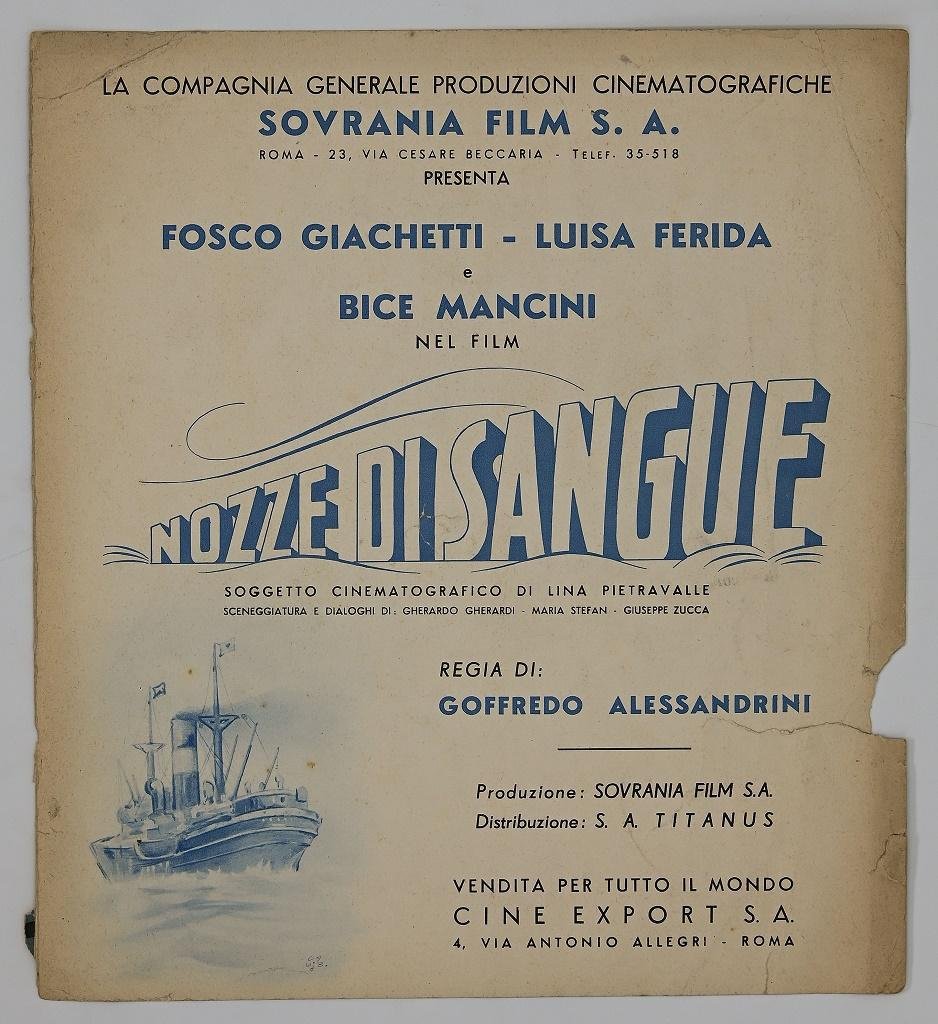 LA COMPAGNIA GENERALE PRODUZIONI CINEMATOGRAFICHE
SOVRANIA FILM S. A.
ROMA - 23, VIA CESARE BECCARIA - TELEF. 35-518
PRESENTA
FOSCO GIACHETTI - LUISA FERIDA
e
BICE MANCINI
NEL FILM
NOZZE DI SANGUE
SOGGETTO CINEMATOGRAFICO DI LINA PIETRAVALLE
SCENEGGIATURA E DIALOGHI DI: GHERARDO GHERARDI - MARIA STEFAN - GIUSEPPE ZUCCA
REGIA DI:
GOFFREDO ALESSANDRINI
Produzione: SOVRANIA FILM S.A.
Distribuzione: S. A. TITANUS
VENDITA PER TUTTO IL MONDO
CINE EXPORT S. A.
4, VIA ANTONIO ALLEGRI - ROMA